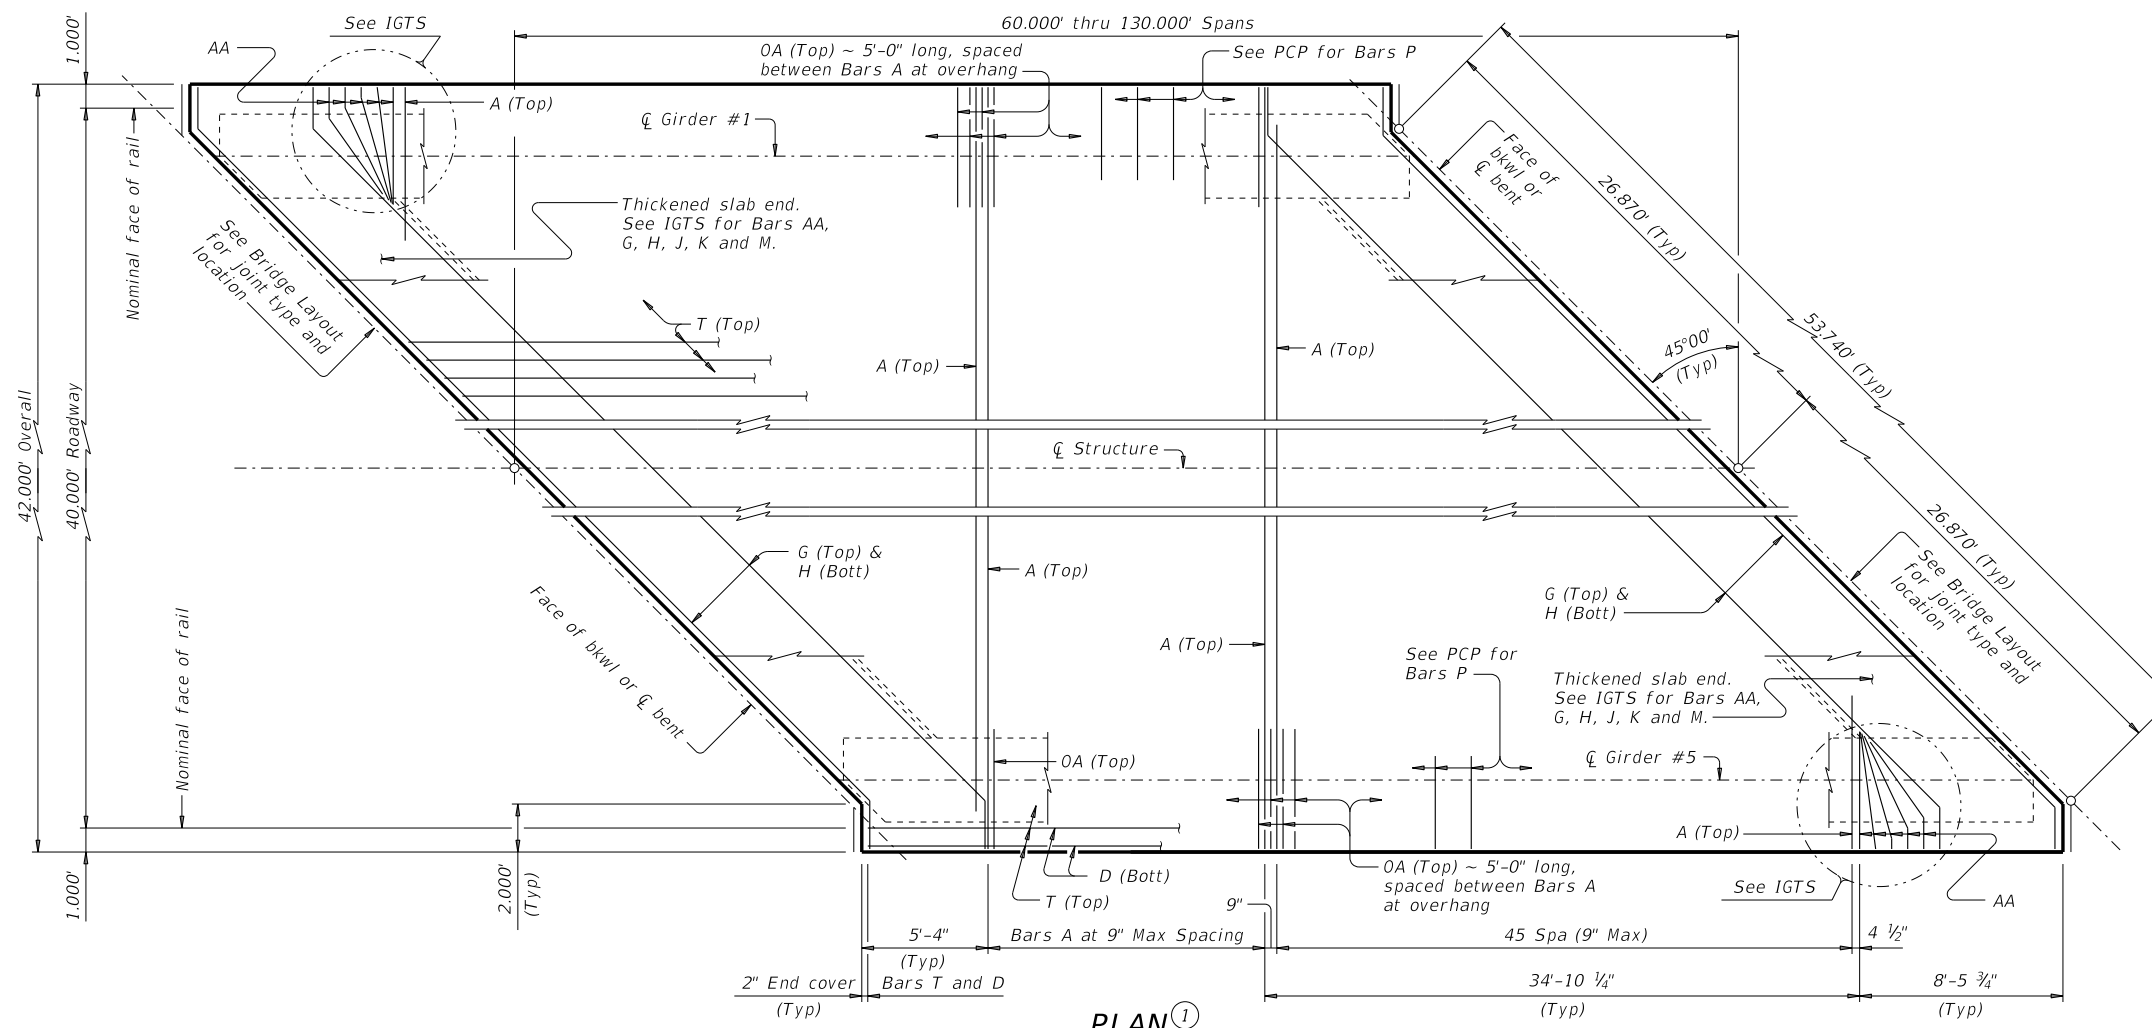 1.000'
See IGTS
AA
A (Top)
60.000' thru 130.000' Spans
OA (Top) ~ 5'-0" long, spaced
between Bars A at overhang
See PCP for Bars P
℄ Girder #1
Nominal face of rail
Thickened slab end.
See IGTS for Bars AA,
G, H, J, K and M.
Face of
bkwl or
℄ bent
26.870' (Typ)
53.740' (Typ)
See Bridge Layout
for joint type and
location
T (Top)
45°00'
(Typ)
A (Top)
A (Top)
42.000' Overall
40.000' Roadway
℄ Structure
G (Top) &
H (Bott)
A (Top)
26.870' (Typ)
Face of bkwl or ℄ bent
G (Top) &
H (Bott)
See Bridge Layout
for joint type and
location
Nominal face of rail
A (Top)
See PCP for
Bars P
Thickened slab end.
See IGTS for Bars AA,
G, H, J, K and M.
OA (Top)
℄ Girder #5
A (Top)
1.000'
2.000'
(Typ)
D (Bott)
T (Top)
OA (Top) ~ 5'-0" long,
spaced between Bars A
at overhang
See IGTS
AA
9"
5'-4"
(Typ)
Bars A at 9" Max Spacing
45 Spa (9" Max)
4 ½"
2" End cover
(Typ)
Bars T and D
34'-10 ¼"
(Typ)
8'-5 ¾"
(Typ)
PLAN ①